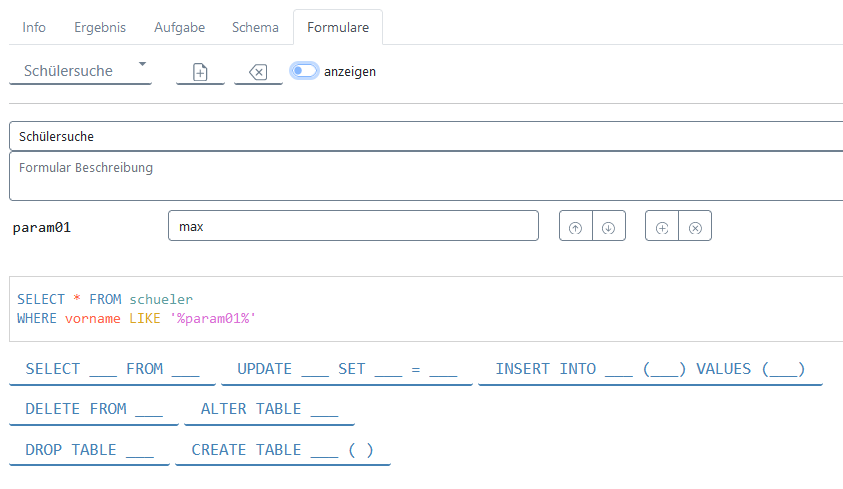 Info Ergebnis Aufgabe Schema Formulare
Schülersuche anzeigen
Schülersuche
Formular Beschreibung
param01 max
SELECT * FROM schueler
WHERE vorname LIKE '%param01%'
SELECT ___ FROM ___ UPDATE ___ SET ___ = ___ INSERT INTO ___ (___) VALUES (___)
DELETE FROM ___ ALTER TABLE ___
DROP TABLE ___ CREATE TABLE ___ ( )